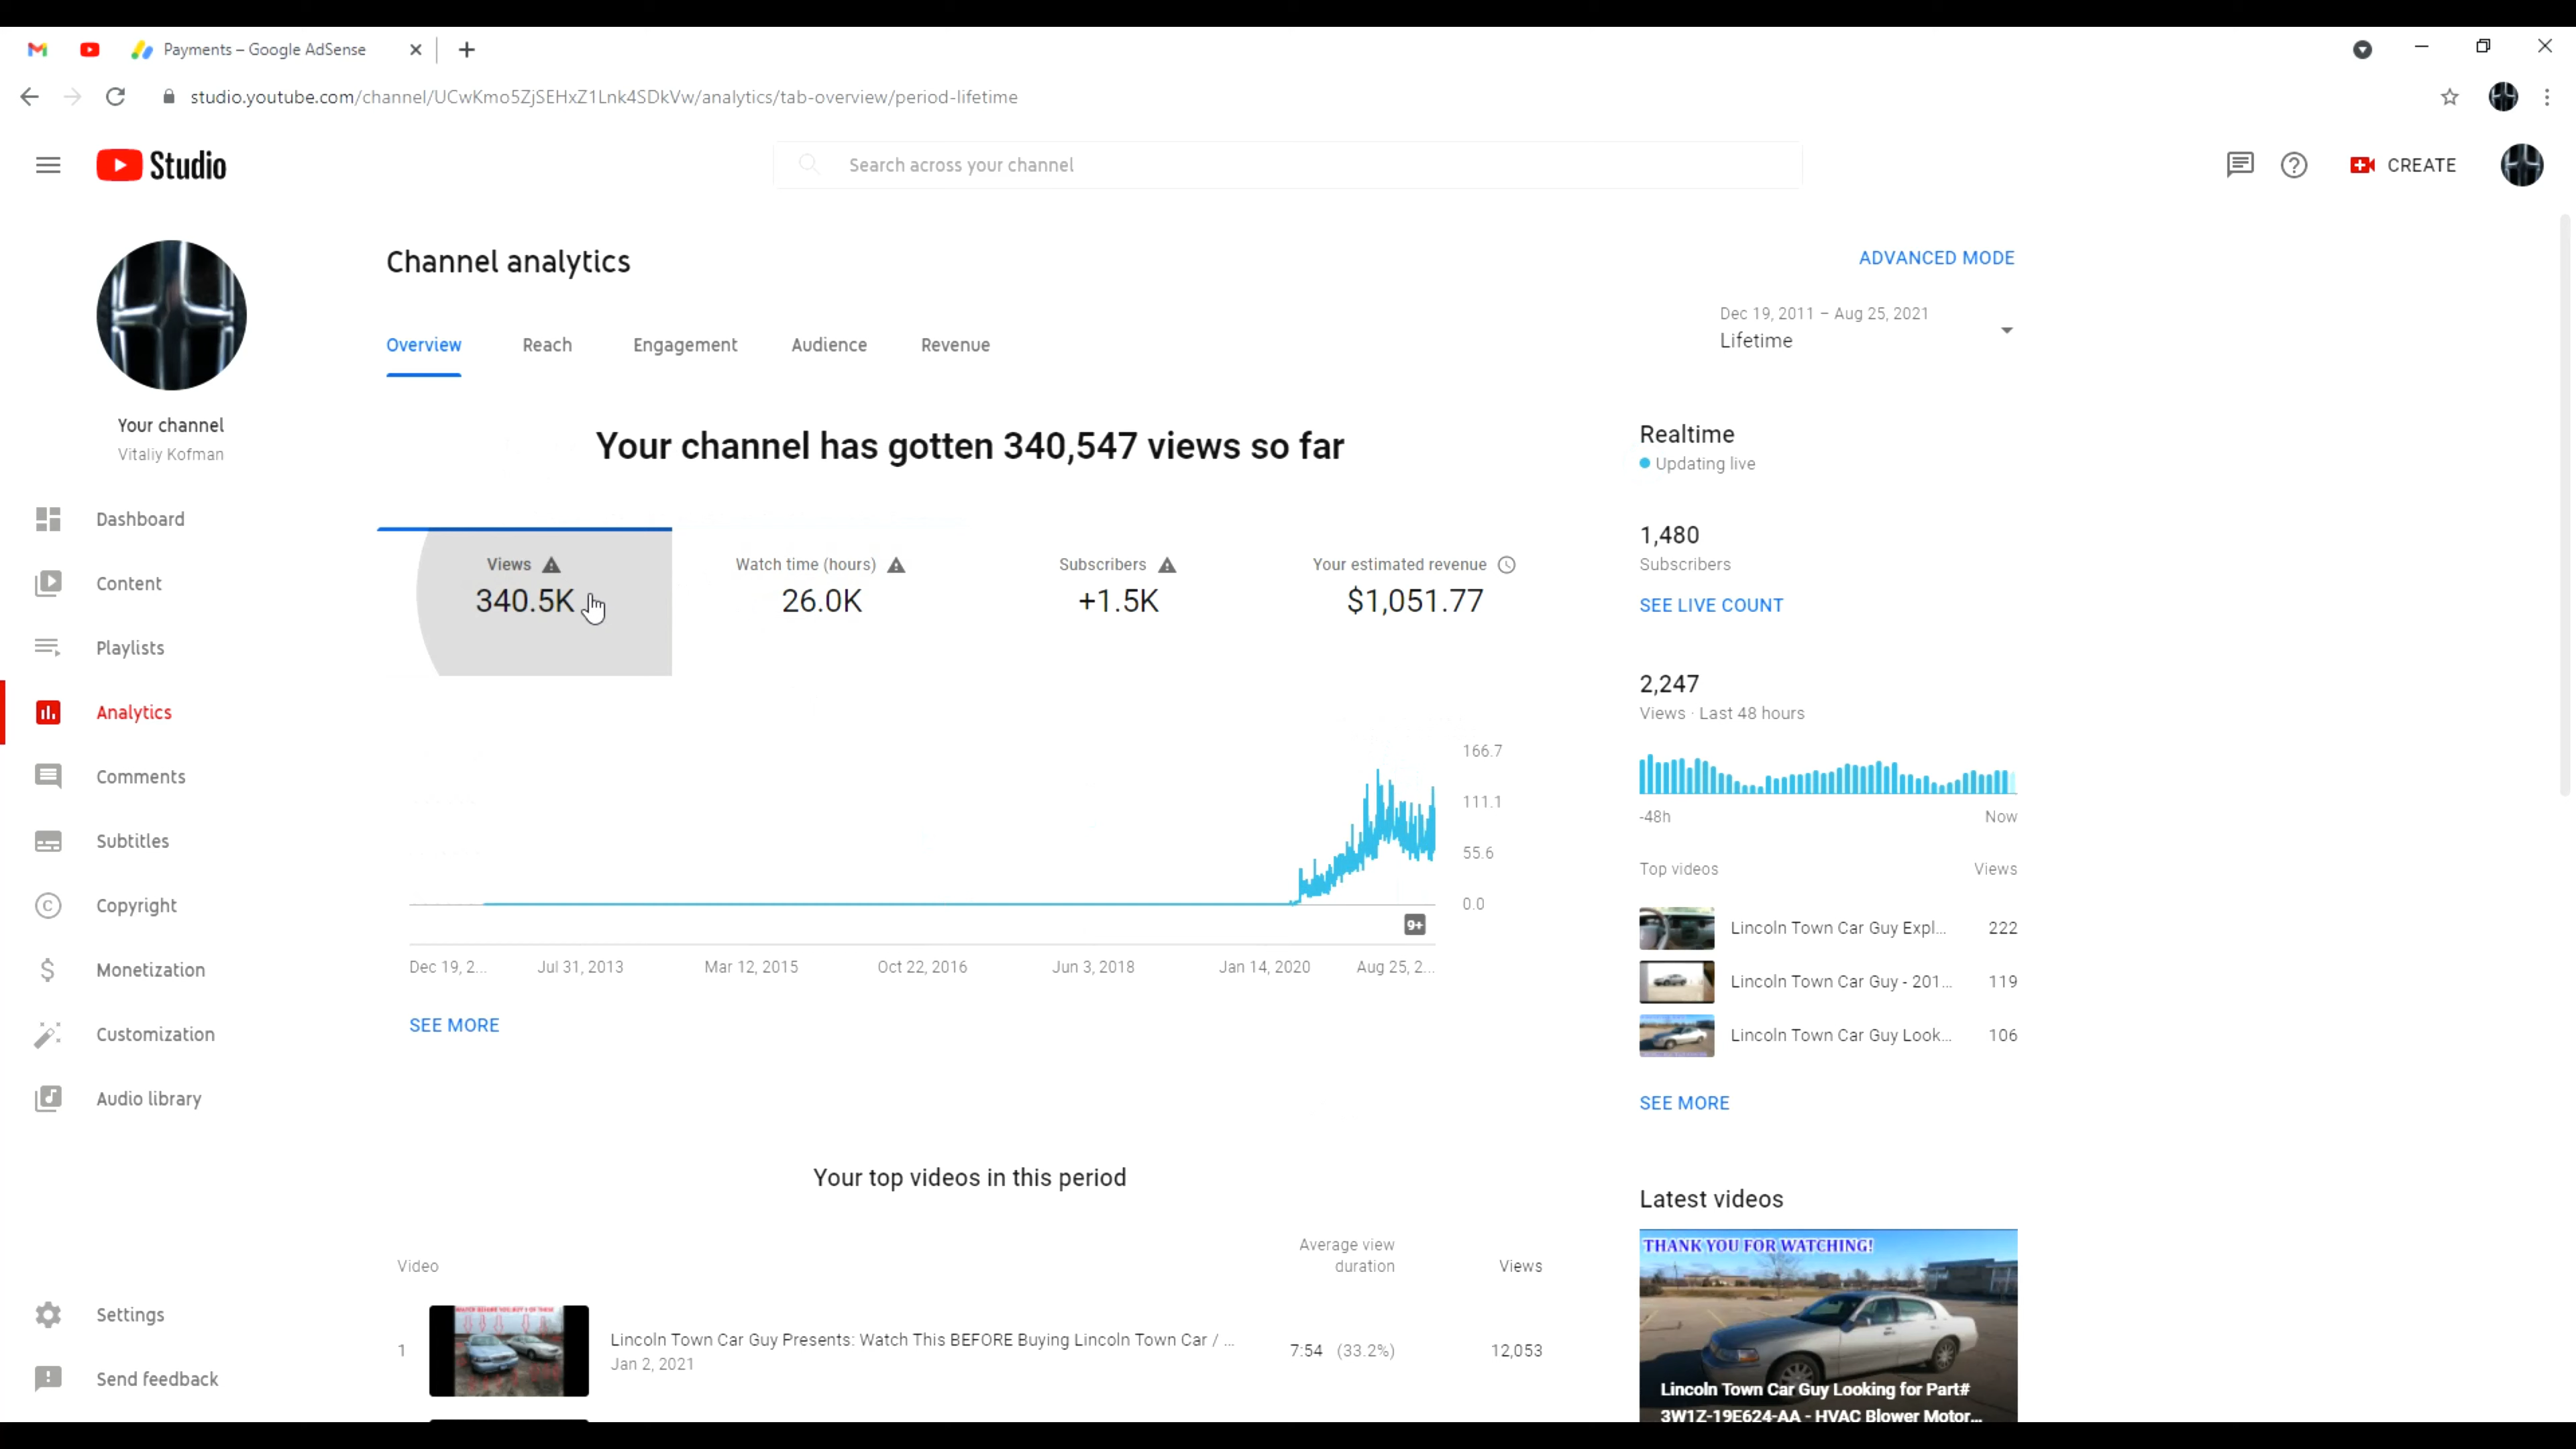 Payments – Google AdSense
studio.youtube.com/channel/UCwKmo5ZjSEHxZ1Lnk4SDkVw/analytics/tab-overview/period-lifetime
Studio
Search across your channel
CREATE
Your channel
Vitaliy Kofman
Dashboard
Content
Playlists
Analytics
Comments
Subtitles
Copyright
Monetization
Customization
Audio library
Settings
Send feedback
Channel analytics
ADVANCED MODE
Dec 19, 2011 – Aug 25, 2021
Lifetime
Overview Reach Engagement Audience Revenue
Your channel has gotten 340,547 views so far
Views
340.5K
Watch time (hours)
26.0K
Subscribers
+1.5K
Your estimated revenue
$1,051.77
166.7
111.1
55.6
0.0
9+
Dec 19, 2... Jul 31, 2013 Mar 12, 2015 Oct 22, 2016 Jun 3, 2018 Jan 14, 2020 Aug 25, 2...
SEE MORE
Your top videos in this period
Video Average view duration Views
1 Lincoln Town Car Guy Presents: Watch This BEFORE Buying Lincoln Town Car / ... 7:54 (33.2%) 12,053
Jan 2, 2021
Realtime
Updating live
1,480
Subscribers
SEE LIVE COUNT
2,247
Views · Last 48 hours
-48h Now
Top videos Views
Lincoln Town Car Guy Expl... 222
Lincoln Town Car Guy - 201... 119
Lincoln Town Car Guy Look... 106
SEE MORE
Latest videos
THANK YOU FOR WATCHING!
Lincoln Town Car Guy Looking for Part#
3W1Z-19E624-AA - HVAC Blower Motor...